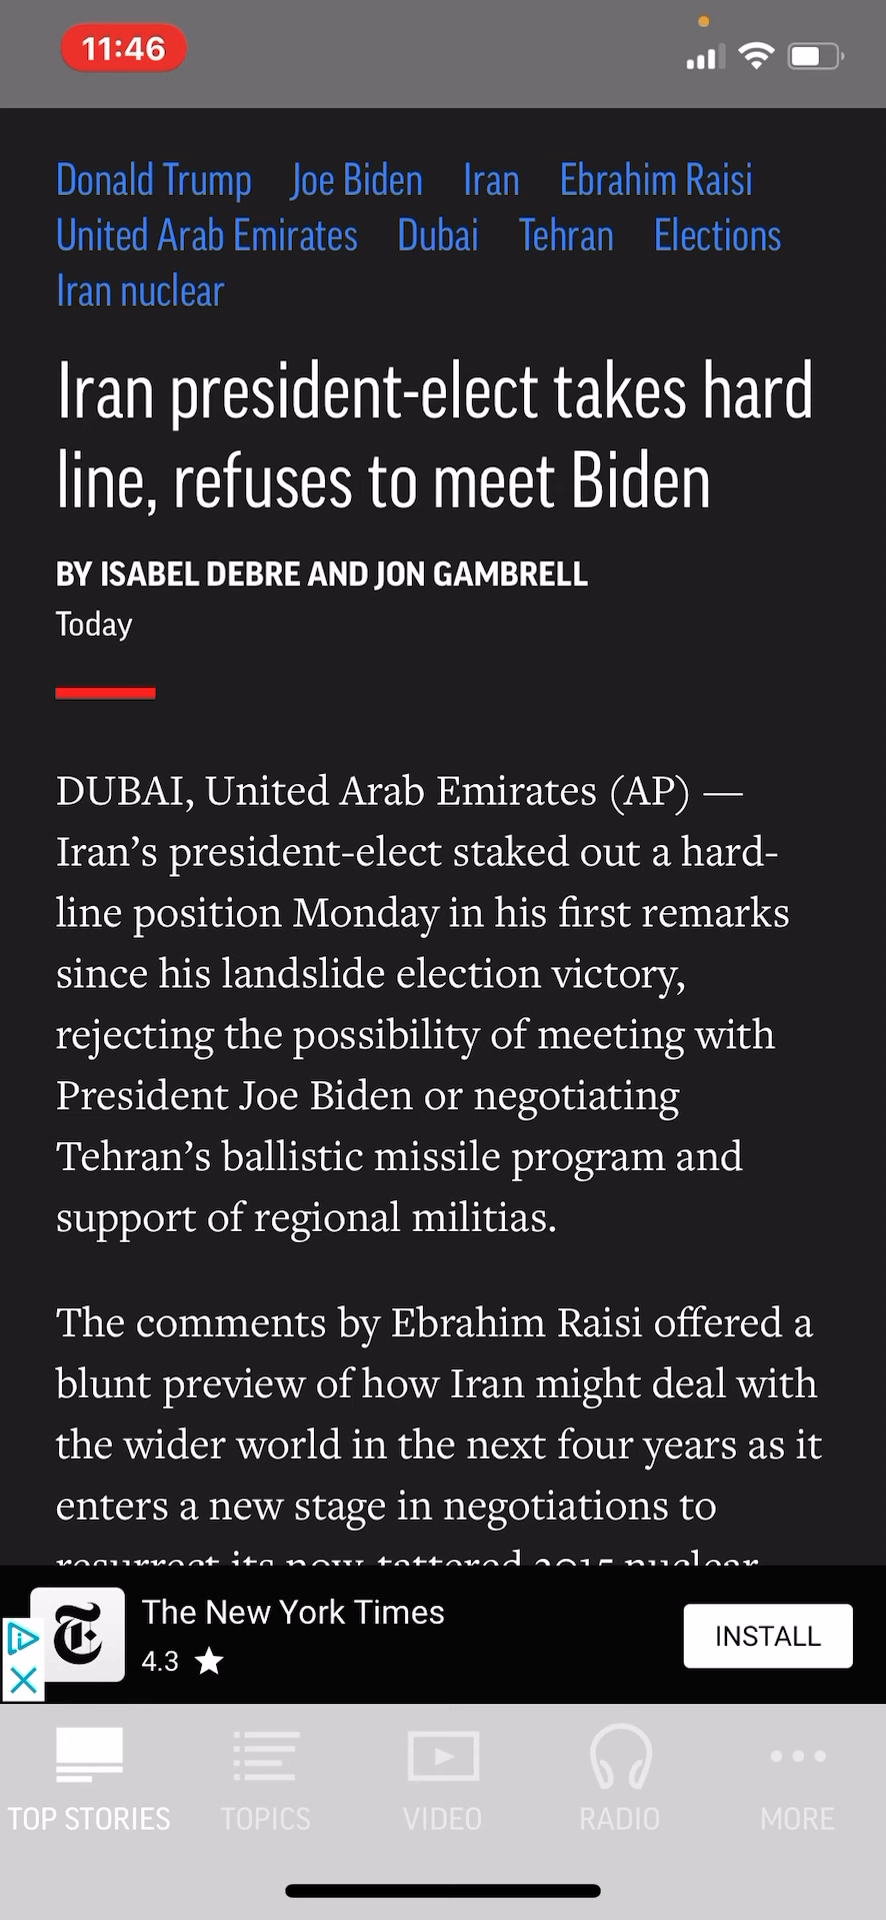 11:46
Donald Trump Joe Biden Iran Ebrahim Raisi
United Arab Emirates Dubai Tehran Elections
Iran nuclear
Iran president-elect takes hard
line, refuses to meet Biden
BY ISABEL DEBRE AND JON GAMBRELL
Today
DUBAI, United Arab Emirates (AP) —
Iran’s president-elect staked out a hard-
line position Monday in his first remarks
since his landslide election victory,
rejecting the possibility of meeting with
President Joe Biden or negotiating
Tehran’s ballistic missile program and
support of regional militias.
The comments by Ebrahim Raisi offered a
blunt preview of how Iran might deal with
the wider world in the next four years as it
enters a new stage in negotiations to
resurrect its now-tattered 2015 nuclear
The New York Times
4.3
INSTALL
TOP STORIES TOPICS VIDEO RADIO MORE